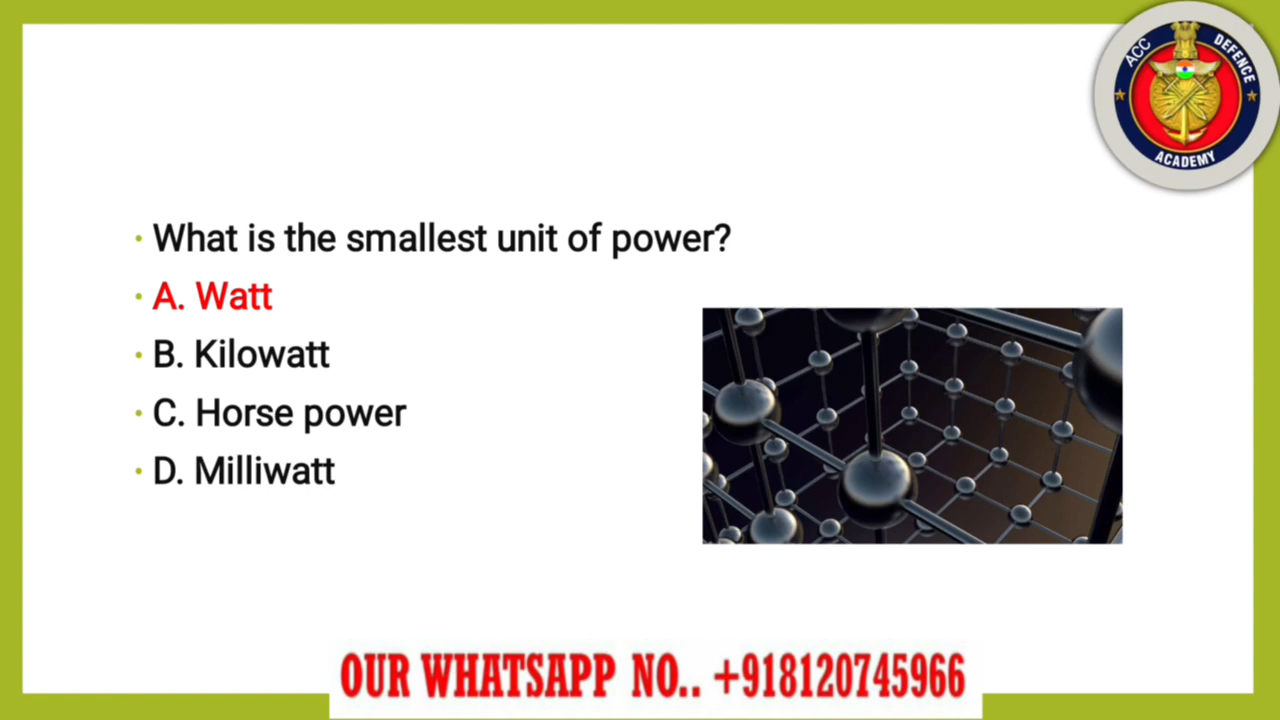 ACC DEFENCE
ACADEMY
• What is the smallest unit of power?
• A. Watt
• B. Kilowatt
• C. Horse power
• D. Milliwatt
OUR WHATSAPP NO.. +918120745966